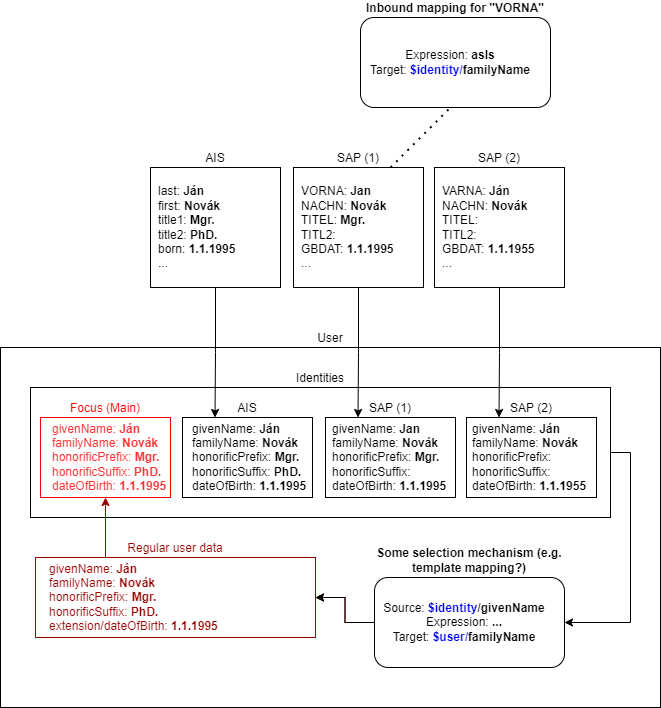 Inbound mapping for "VORNA"
Expression: asIs
Target: $identity/familyName
AIS
last: Ján
first: Novák
title1: Mgr.
title2: PhD.
born: 1.1.1995
...
SAP (1)
VORNA: Jan
NACHN: Novák
TITEL: Mgr.
TITL2:
GBDAT: 1.1.1995
...
SAP (2)
VARNA: Ján
NACHN: Novák
TITEL:
TITL2:
GBDAT: 1.1.1955
...
User
Identities
Focus (Main)
givenName: Ján
familyName: Novák
honorificPrefix: Mgr.
honorificSuffix: PhD.
dateOfBirth: 1.1.1995
AIS
givenName: Ján
familyName: Novák
honorificPrefix: Mgr.
honorificSuffix: PhD.
dateOfBirth: 1.1.1995
SAP (1)
givenName: Jan
familyName: Novák
honorificPrefix: Mgr.
honorificSuffix:
dateOfBirth: 1.1.1995
SAP (2)
givenName: Ján
familyName: Novák
honorificPrefix:
honorificSuffix:
dateOfBirth: 1.1.1955
Regular user data
givenName: Ján
familyName: Novák
honorificPrefix: Mgr.
honorificSuffix: PhD.
extension/dateOfBirth: 1.1.1995
Some selection mechanism (e.g.
template mapping?)
Source: $identity/givenName
Expression: ...
Target: $user/familyName